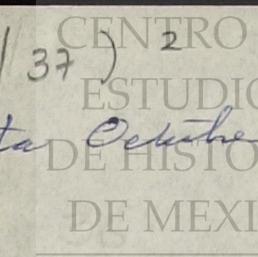 / 37) 2
CENTRO
ESTUDIO
ta Octubre
DE HISTO
DE MEXI